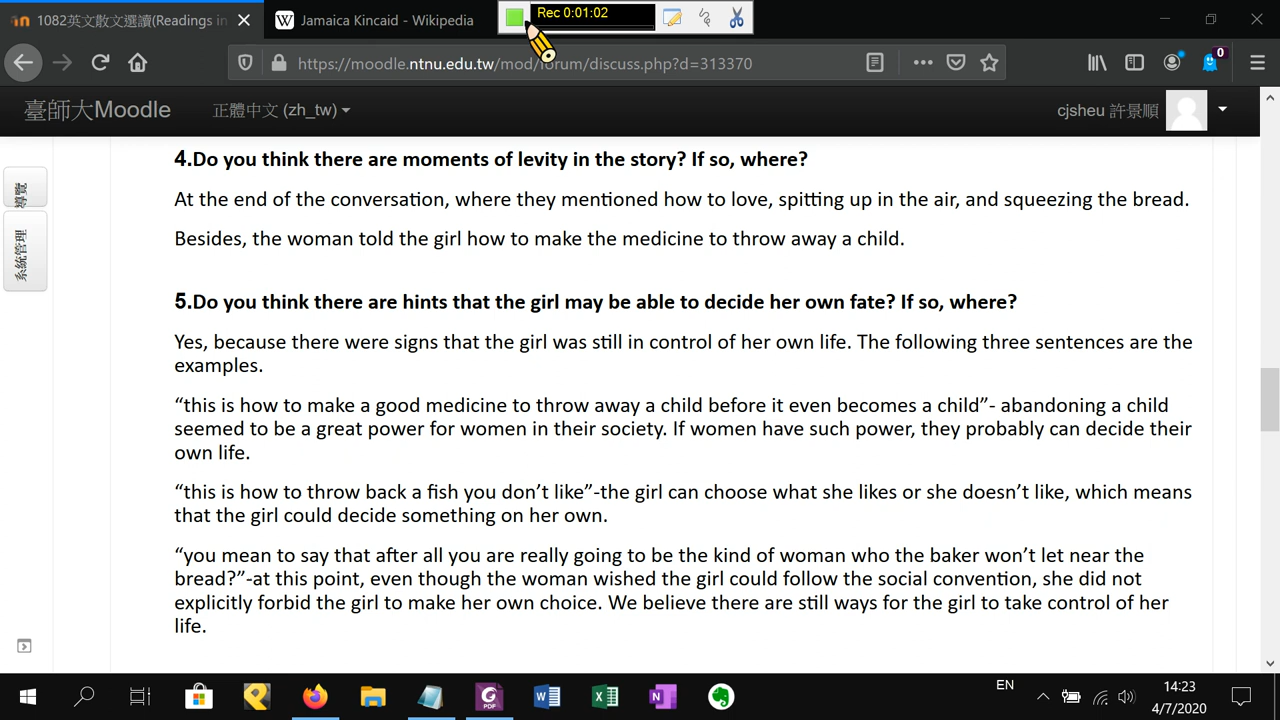 1082英文散文選讀(Readings in
Jamaica Kincaid - Wikipedia
Rec 0:01:02
https://moodle.ntnu.edu.tw/mod/forum/discuss.php?d=313370
0
臺師大Moodle
正體中文 (zh_tw)
cjsheu 許景順
導覽
系統管理
4.Do you think there are moments of levity in the story? If so, where?
At the end of the conversation, where they mentioned how to love, spitting up in the air, and squeezing the bread.
Besides, the woman told the girl how to make the medicine to throw away a child.
5.Do you think there are hints that the girl may be able to decide her own fate? If so, where?
Yes, because there were signs that the girl was still in control of her own life. The following three sentences are the
examples.
“this is how to make a good medicine to throw away a child before it even becomes a child”- abandoning a child
seemed to be a great power for women in their society. If women have such power, they probably can decide their
own life.
“this is how to throw back a fish you don’t like”-the girl can choose what she likes or she doesn’t like, which means
that the girl could decide something on her own.
“you mean to say that after all you are really going to be the kind of woman who the baker won’t let near the
bread?”-at this point, even though the woman wished the girl could follow the social convention, she did not
explicitly forbid the girl to make her own choice. We believe there are still ways for the girl to take control of her
life.
EN
14:23
4/7/2020